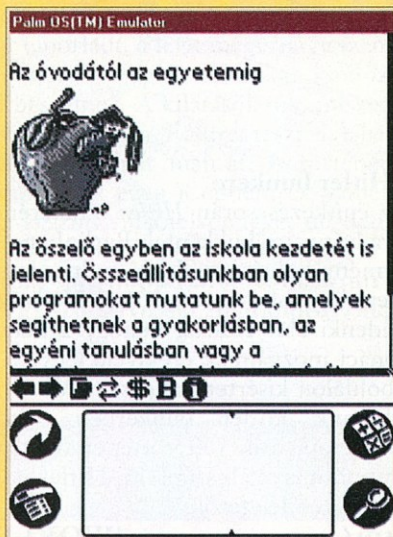 Palm OS(TM) Emulator
Az óvodától az egyetemig
Az őszelő egyben az iskola kezdetét is
jelenti. Összeállításunkban olyan
programokat mutatunk be, amelyek
segíthetnek a gyakorlásban, az
egyéni tanulásban vagy a
$ B i